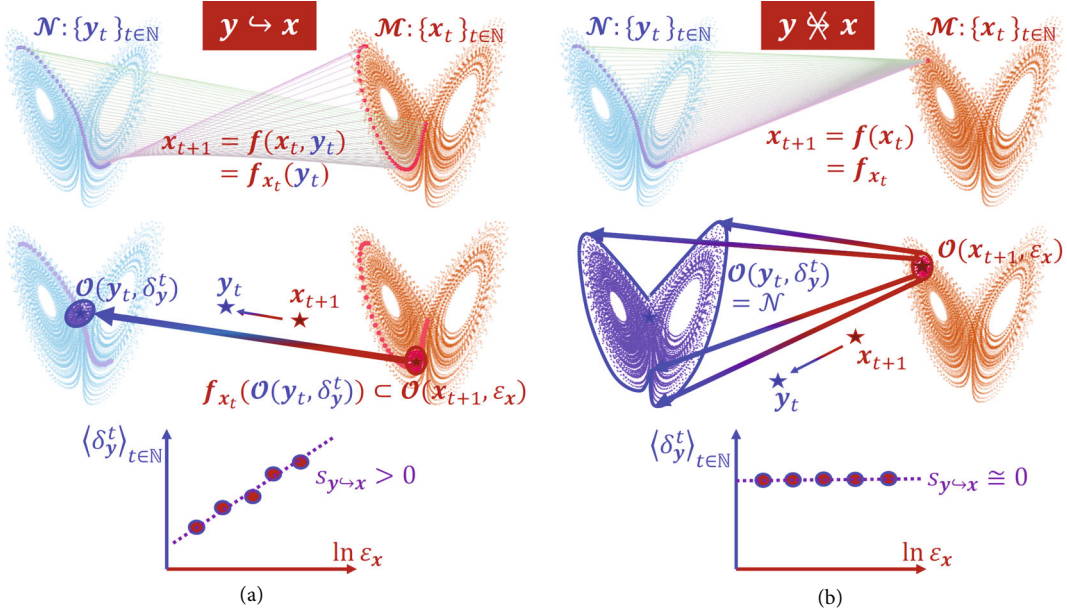 𝒩: {y_t}_{t∈ℕ}
y ↪ x
ℳ: {x_t}_{t∈ℕ}
x_{t+1} = f(x_t, y_t)
= f_{x_t}(y_t)
𝒪(y_t, δ_y^t)
y_t
x_{t+1}
f_{x_t}(𝒪(y_t, δ_y^t)) ⊂ 𝒪(x_{t+1}, ε_x)
⟨δ_y^t⟩_{t∈ℕ}
s_{y↪x} > 0
ln ε_x
(a)
𝒩: {y_t}_{t∈ℕ}
y ↪̸ x
ℳ: {x_t}_{t∈ℕ}
x_{t+1} = f(x_t)
= f_{x_t}
𝒪(x_{t+1}, ε_x)
𝒪(y_t, δ_y^t)
= 𝒩
x_{t+1}
y_t
⟨δ_y^t⟩_{t∈ℕ}
s_{y↪x} ≅ 0
ln ε_x
(b)